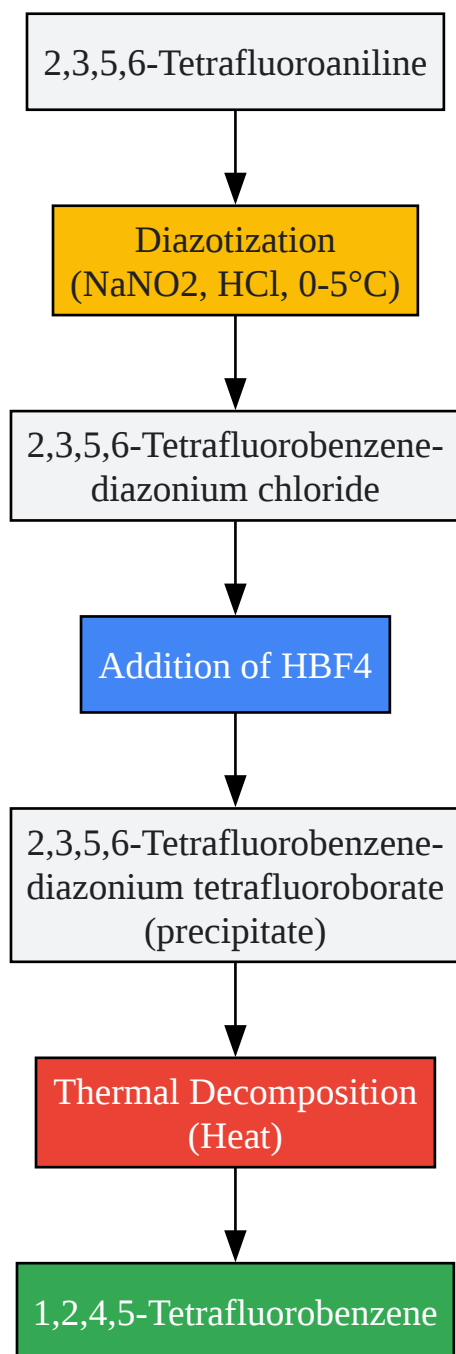 2,3,5,6-Tetrafluoroaniline
Diazotization
(NaNO2, HCl, 0-5°C)
2,3,5,6-Tetrafluorobenzene-
diazonium chloride
Addition of HBF4
2,3,5,6-Tetrafluorobenzene-
diazonium tetrafluoroborate
(precipitate)
Thermal Decomposition
(Heat)
1,2,4,5-Tetrafluorobenzene